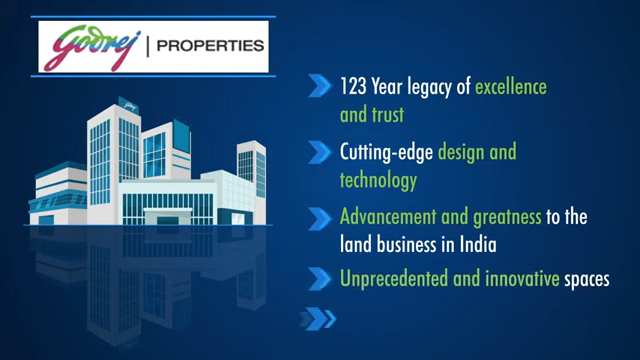 Godrej | PROPERTIES
123 Year legacy of excellence
and trust
Cutting-edge design and
technology
Advancement and greatness to the
land business in India
Unprecedented and innovative spaces